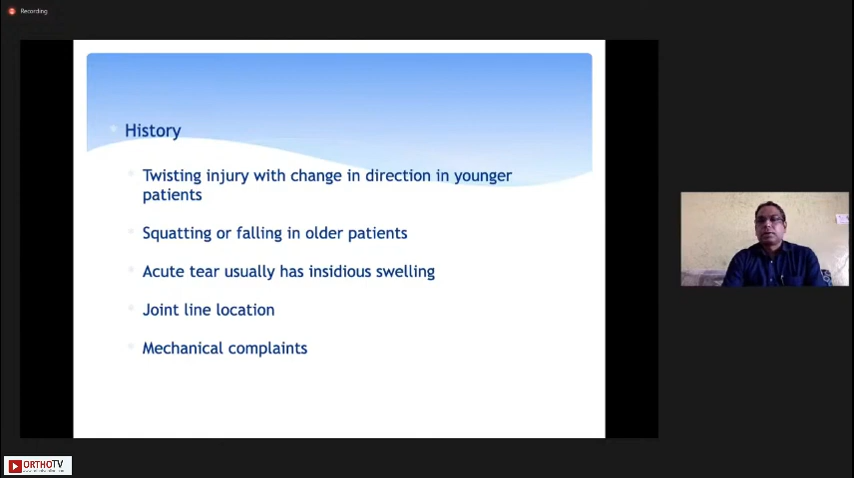 Recording
History
Twisting injury with change in direction in younger
patients
Squatting or falling in older patients
Acute tear usually has insidious swelling
Joint line location
Mechanical complaints
ORTHOTV